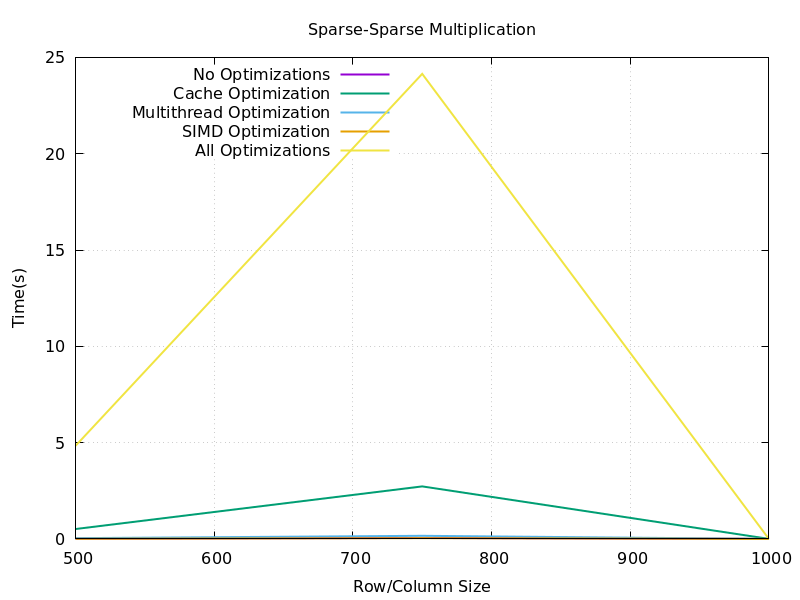 Sparse-Sparse Multiplication
25
20
15
10
5
0
Time(s)
No Optimizations
Cache Optimization
Multithread Optimization
SIMD Optimization
All Optimizations
500 600 700 800 900 1000
Row/Column Size